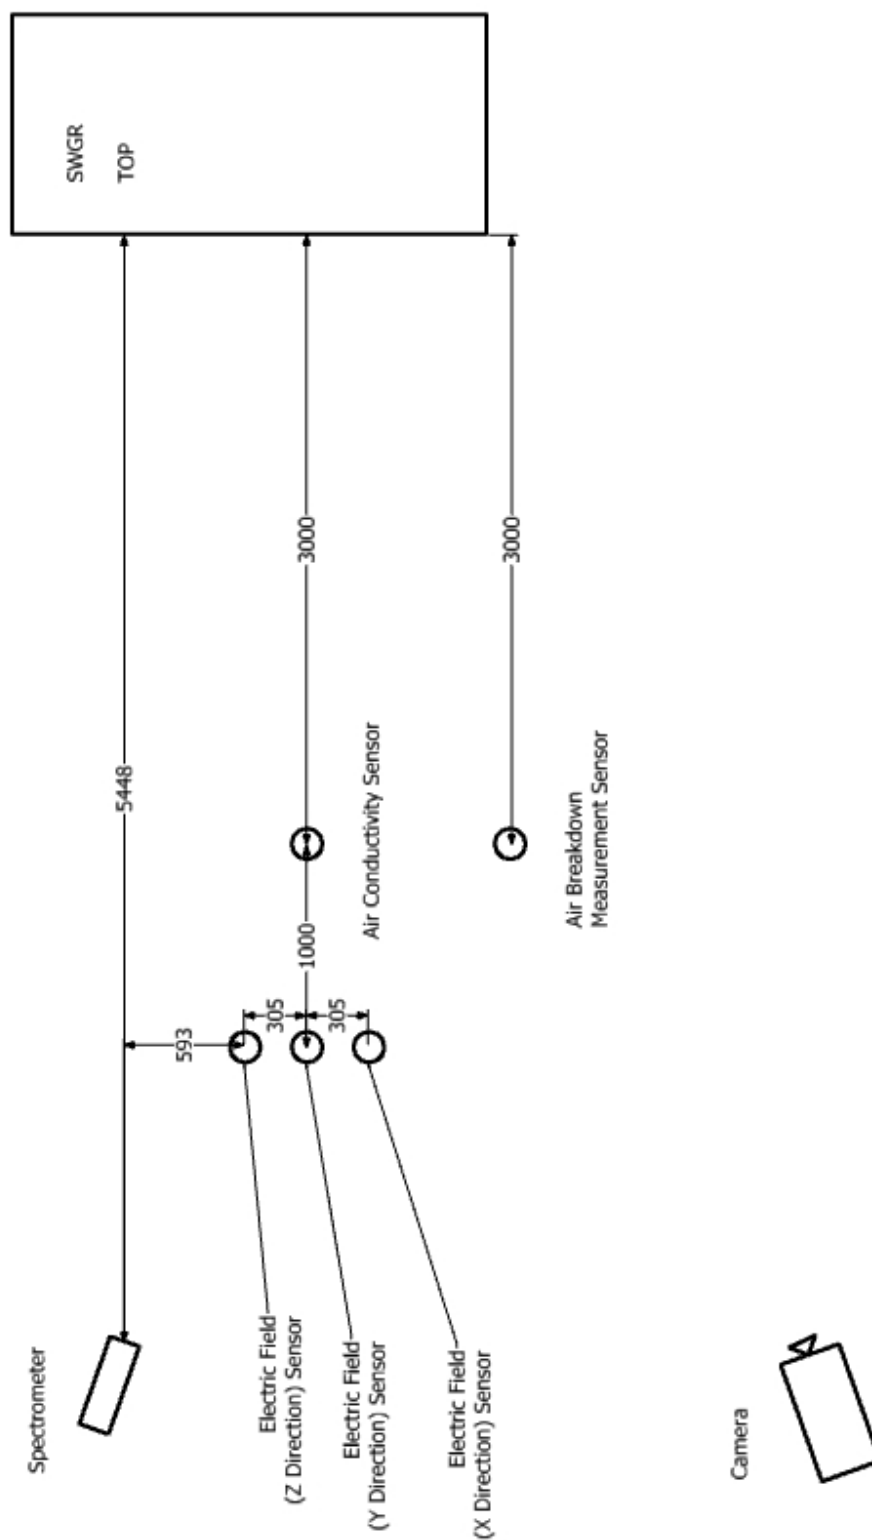 SWGR
TOP
5448
3000
3000
Air Conductivity Sensor
Air Breakdown
Measurement Sensor
1000
305
305
593
Spectrometer
Electric Field
(Z Direction) Sensor
Electric Field
(Y Direction) Sensor
Electric Field
(X Direction) Sensor
Camera